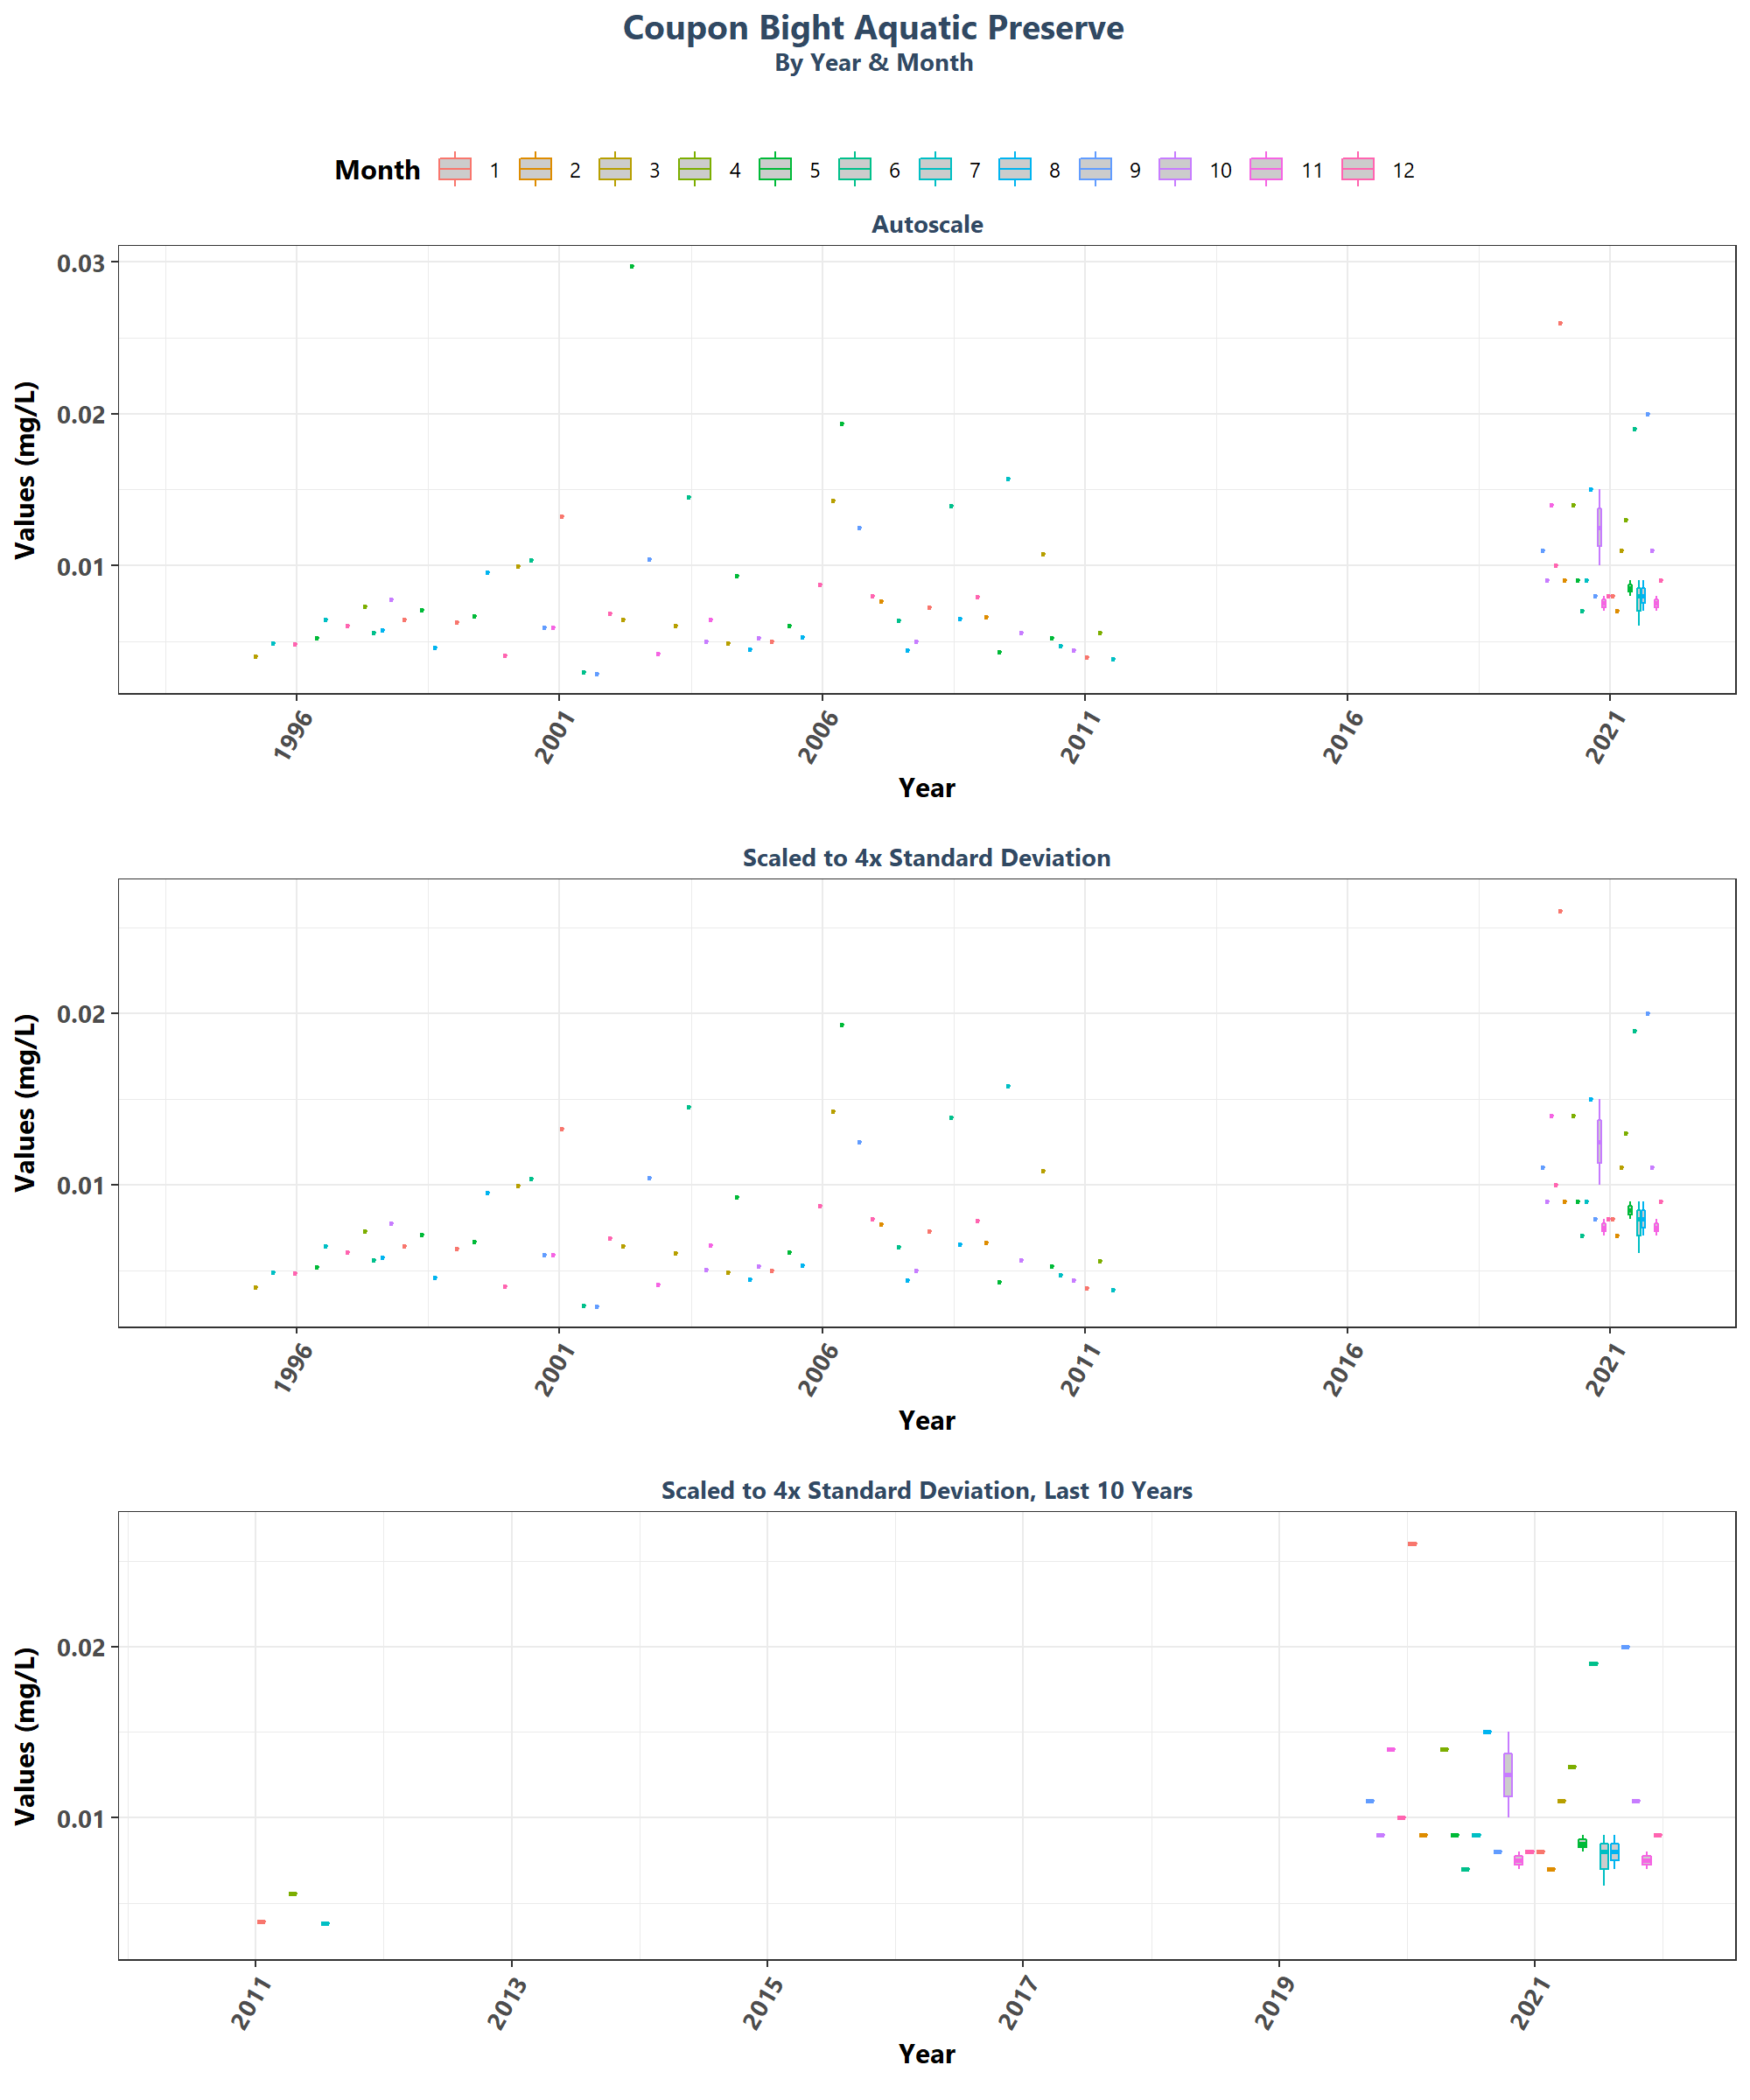 Coupon Bight Aquatic Preserve
By Year & Month
Month 1 2 3 4 5 6 7 8 9 10 11 12
Autoscale
0.03
0.02
0.01
Values (mg/L)
1996 2001 2006 2011 2016 2021
Year
Scaled to 4x Standard Deviation
0.02
0.01
Values (mg/L)
1996 2001 2006 2011 2016 2021
Year
Scaled to 4x Standard Deviation, Last 10 Years
0.02
0.01
Values (mg/L)
2011 2013 2015 2017 2019 2021
Year